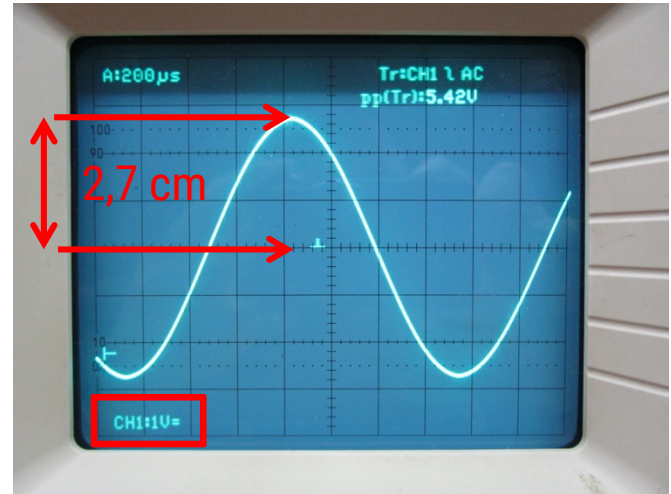 A:200µs
Tr:CH1 ʅ AC
pp(Tr):5.42V
100
90
2,7 cm
10
0
CH1:1V=